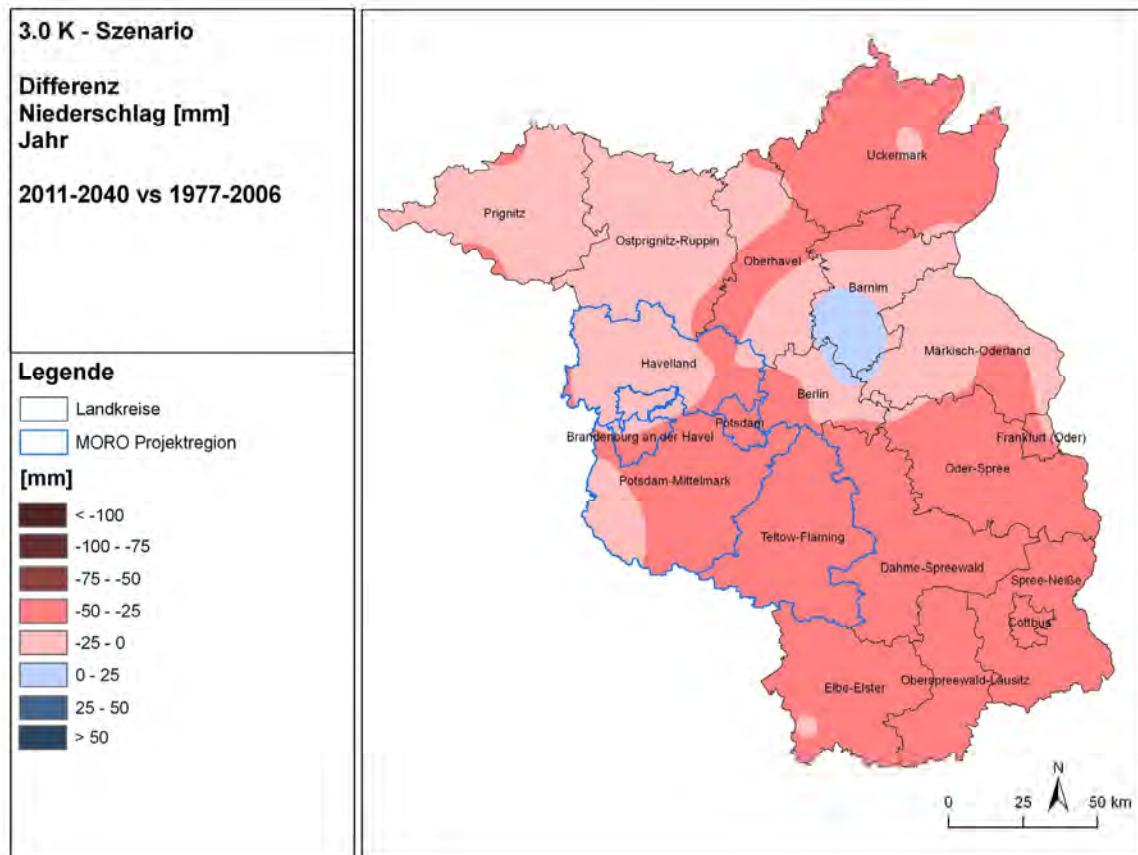 3.0 K - Szenario
Differenz
Niederschlag [mm]
Jahr
2011-2040 vs 1977-2006
Legende
Landkreise
MORO Projektregion
[mm]
< -100
-100 - -75
-75 - -50
-50 - -25
-25 - 0
0 - 25
25 - 50
> 50
Uckermark
Prignitz
Ostprignitz-Ruppin
Oberhavel
Barnim
Märkisch-Oderland
Havelland
Berlin
Potsdam
Brandenburg an der Havel
Frankfurt (Oder)
Oder-Spree
Potsdam-Mittelmark
Teltow-Fläming
Dahme-Spreewald
Spree-Neiße
Cottbus
Elbe-Elster
Oberspreewald-Lausitz
N
0 25 50 km